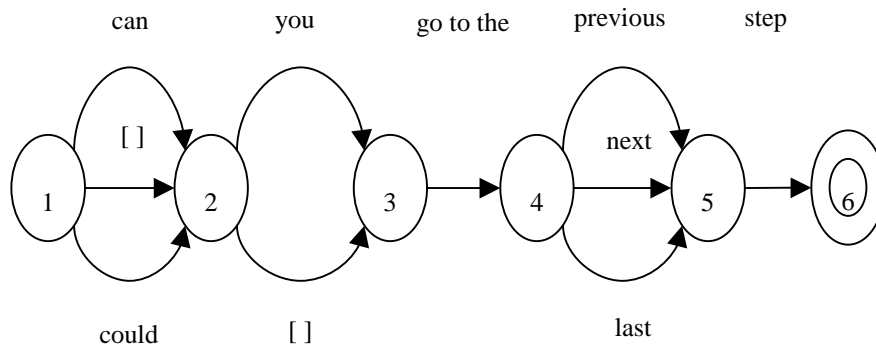 can you go to the previous step
[ ] next
1 2 3 4 5 6
could [ ] last